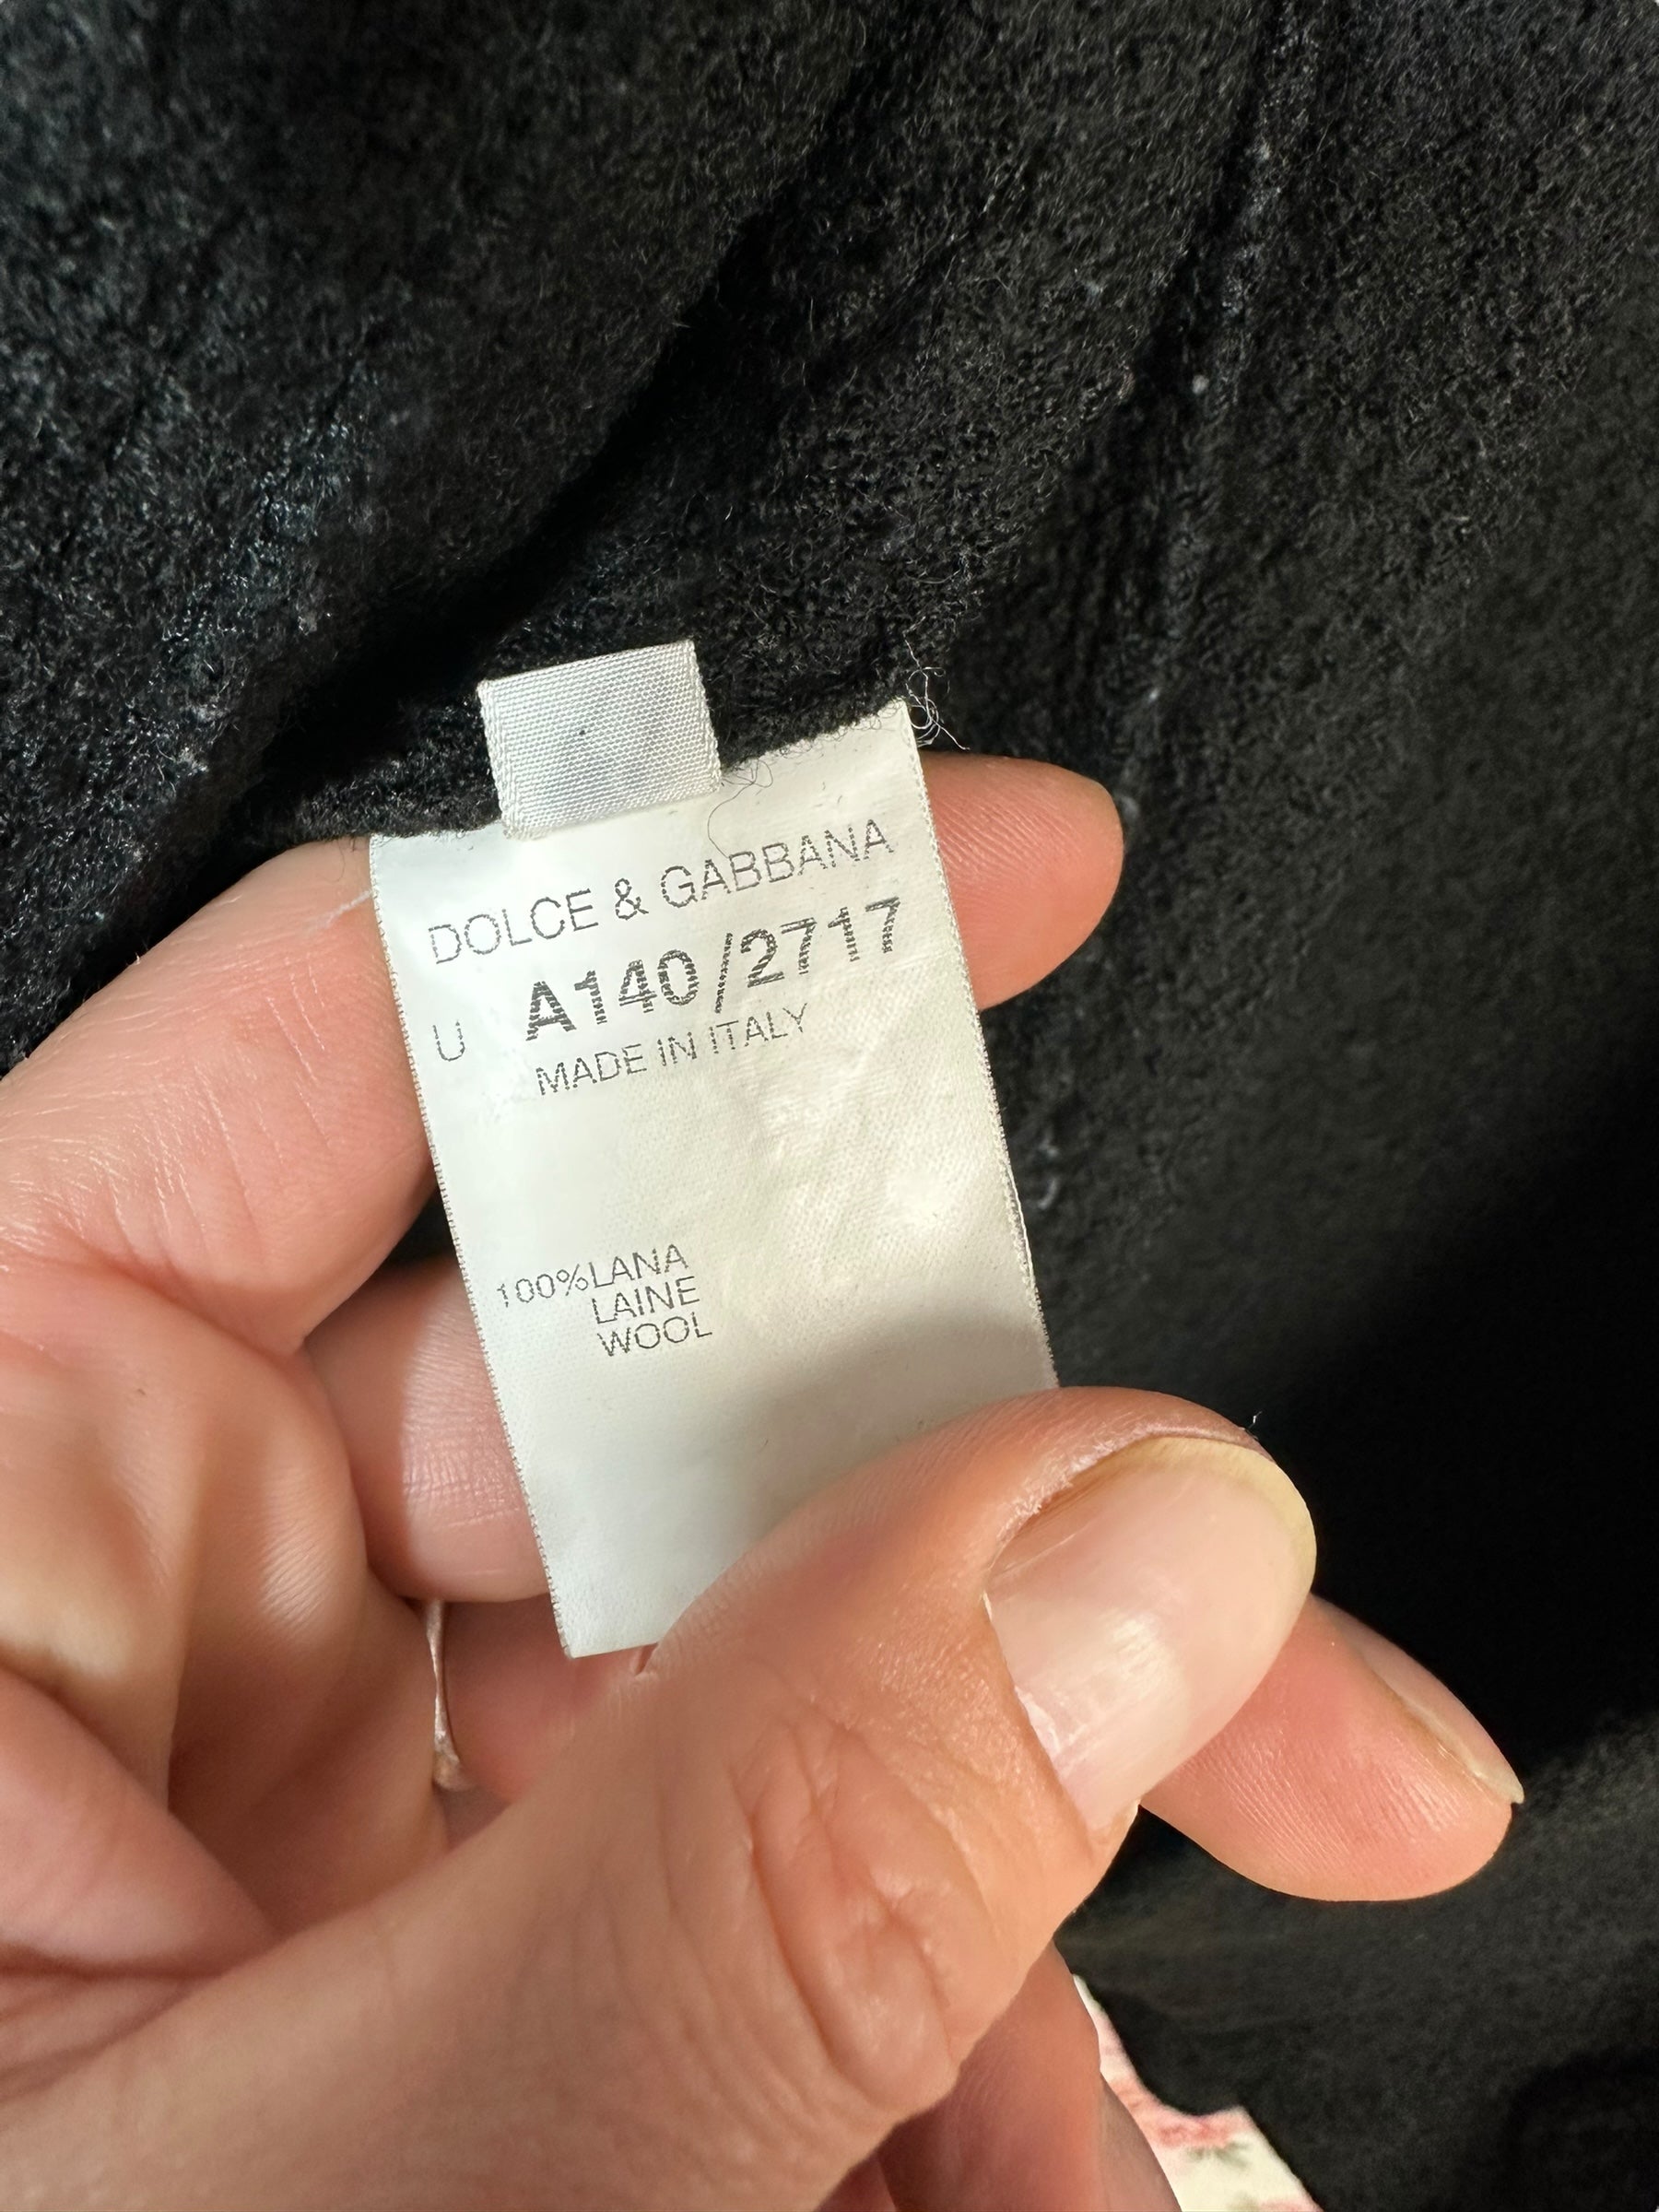 DOLCE & GABBANA
A140/2717
U
MADE IN ITALY
100%LANA
LAINE
WOOL